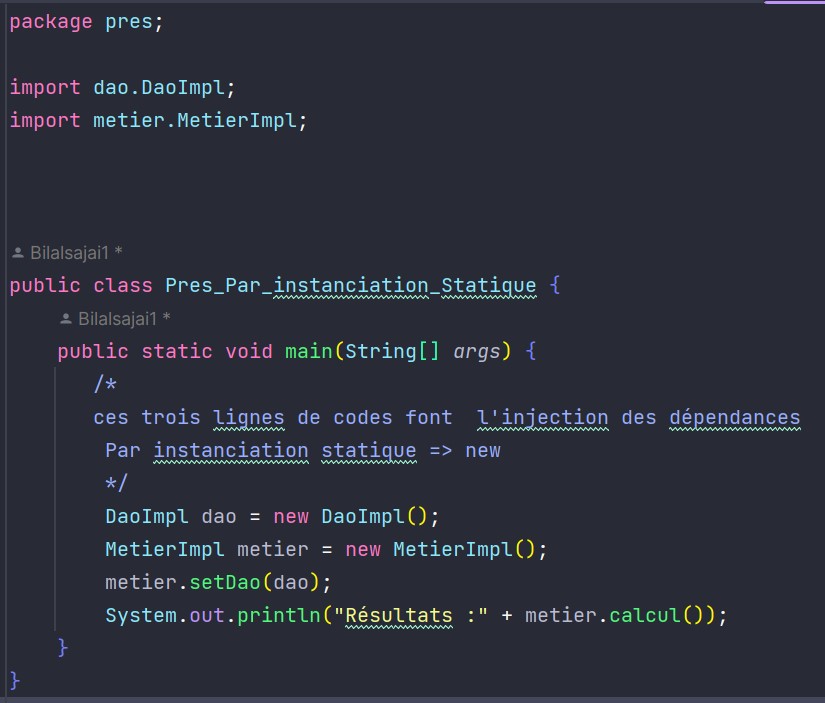 package pres;
import dao.DaoImpl;
import metier.MetierImpl;
Bilalsajai1 *
public class Pres_Par_instanciation_Statique {
Bilalsajai1 *
public static void main(String[] args) {
/*
ces trois lignes de codes font  l'injection des dépendances
Par instanciation statique => new
*/
DaoImpl dao = new DaoImpl();
MetierImpl metier = new MetierImpl();
metier.setDao(dao);
System.out.println("Résultats :" + metier.calcul());
}
}